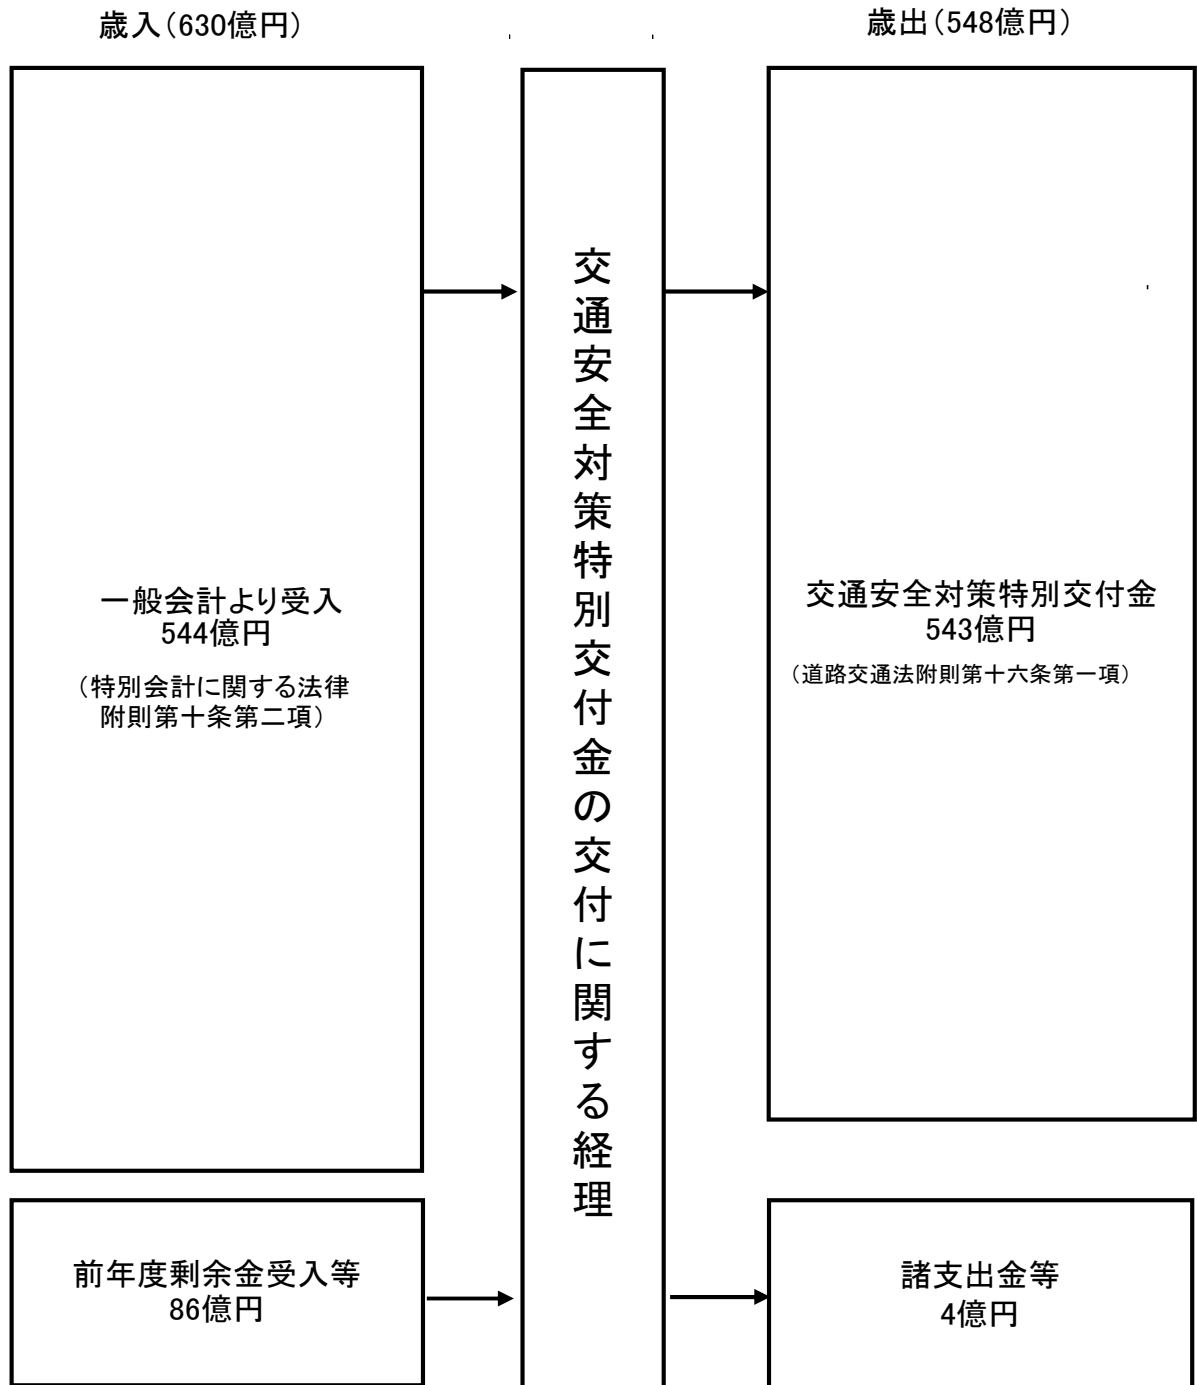 歳入（630億円）
歳出（548億円）
一般会計より受入
544億円
（特別会計に関する法律
附則第十条第二項）
前年度剰余金受入等
86億円
交通安全対策特別交付金の交付に関する経理
交通安全対策特別交付金
543億円
（道路交通法附則第十六条第一項）
諸支出金等
4億円